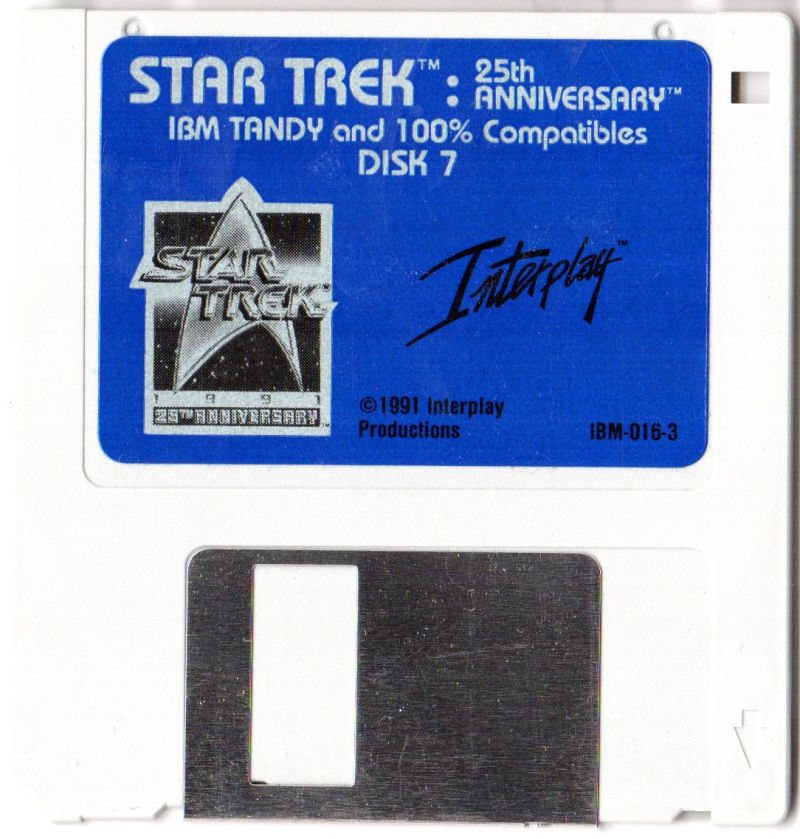 STAR TREK™: 25th ANNIVERSARY™
IBM TANDY and 100% Compatibles
DISK 7
STAR
TREK®
1991
25TH ANNIVERSARY™
Interplay™
©1991 Interplay
Productions
IBM-016-3